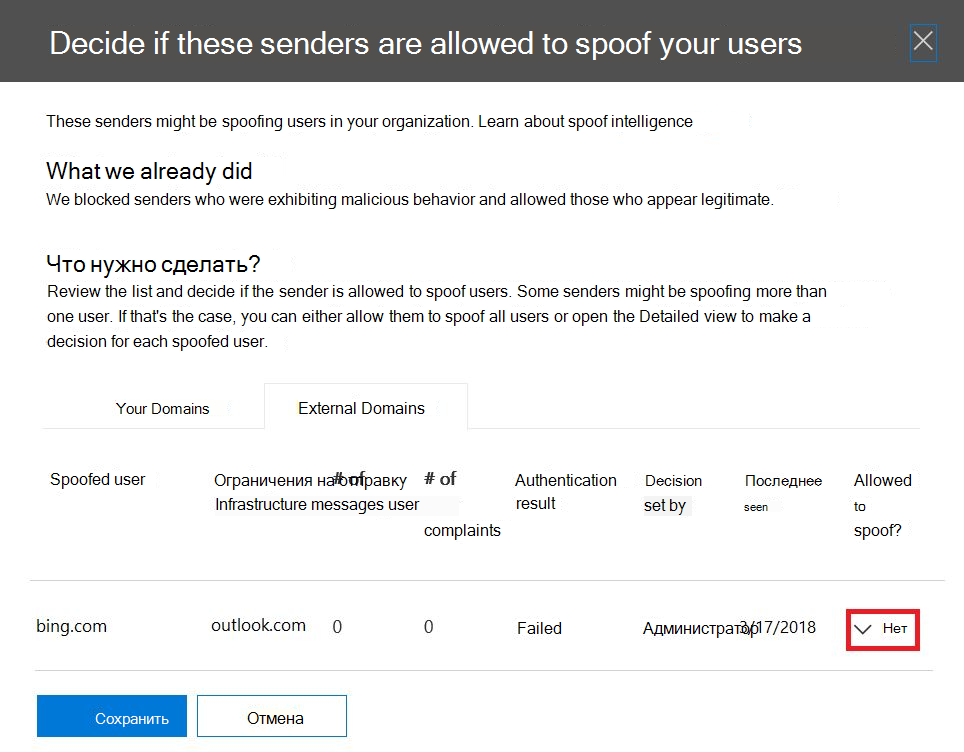 Decide if these senders are allowed to spoof your users
These senders might be spoofing users in your organization. Learn about spoof intelligence
What we already did
We blocked senders who were exhibiting malicious behavior and allowed those who appear legitimate.
Что нужно сделать?
Review the list and decide if the sender is allowed to spoof users. Some senders might be spoofing more than
one user. If that's the case, you can either allow them to spoof all users or open the Detailed view to make a
decision for each spoofed user.
Your Domains External Domains
Spoofed user Ограничения на отправку # of # of Authentication Decision Последнее Allowed
Infrastructure messages user result set by seen to
complaints spoof?
bing.com outlook.com 0 0 Failed Администратор 3/17/2018 Нет
Сохранить Отмена